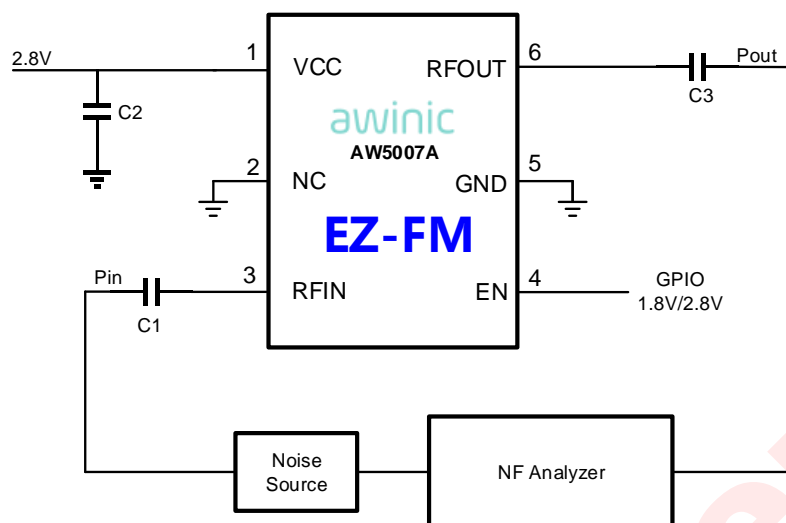 2.8V
1
VCC
RFOUT
6
Pout
C2
C3
awinic
AW5007A
2
NC
GND
5
EZ-FM
Pin
3
RFIN
EN
4
GPIO
1.8V/2.8V
C1
Noise
Source
NF Analyzer